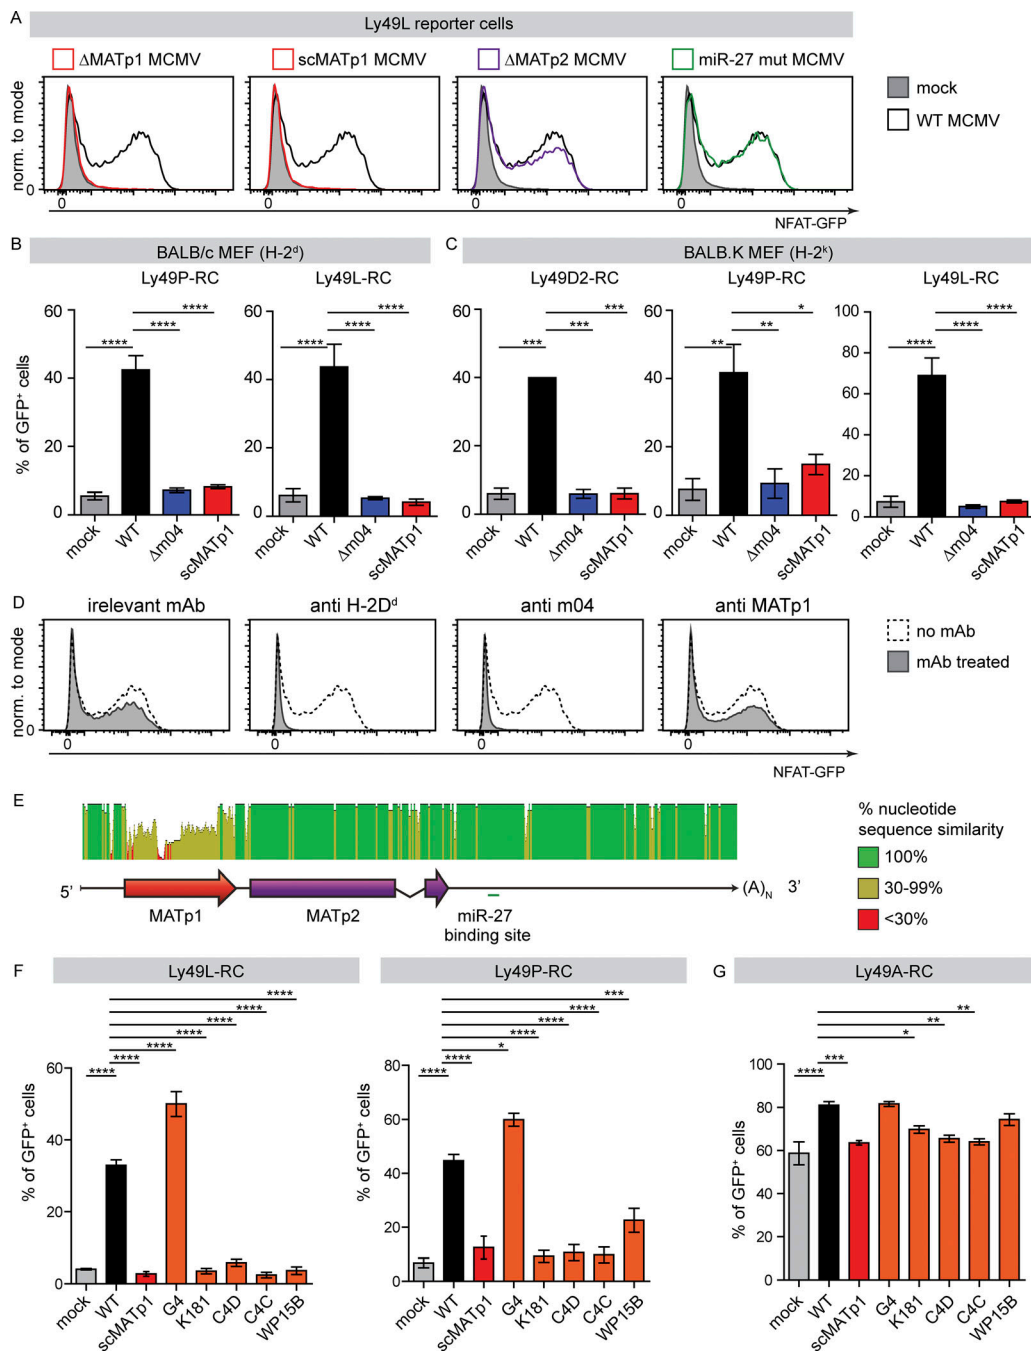 A
Ly49L reporter cells
ΔMATp1 MCMV
scMATp1 MCMV
ΔMATp2 MCMV
miR-27 mut MCMV
mock
WT MCMV
norm. to mode
0
0
0
0
0
NFAT-GFP
B
BALB/c MEF (H-2ᵈ)
Ly49P-RC
Ly49L-RC
C
BALB.K MEF (H-2ᵏ)
Ly49D2-RC
Ly49P-RC
Ly49L-RC
% of GFP⁺ cells
60
40
20
0
**** **** ****
mock WT Δm04 scMATp1
60
40
20
0
**** **** ****
mock WT Δm04 scMATp1
60
40
20
0
*** *** ***
mock WT Δm04 scMATp1
60
40
20
0
** ** *
mock WT Δm04 scMATp1
100
80
60
40
20
0
**** **** ****
mock WT Δm04 scMATp1
D
irelevant mAb
anti H-2Dᵈ
anti m04
anti MATp1
no mAb
mAb treated
norm. to mode
0
0
0
0
0
NFAT-GFP
E
% nucleotide
sequence similarity
100%
30-99%
<30%
5’
(A)N
3’
MATp1
MATp2
miR-27
binding site
F
Ly49L-RC
% of GFP⁺ cells
60
40
20
0
****
****
****
****
****
****
****
mock WT scMATp1 G4 K181 C4D C4C WP15B
Ly49P-RC
% of GFP⁺ cells
80
60
40
20
0
***
****
****
****
*
****
****
mock WT scMATp1 G4 K181 C4D C4C WP15B
G
Ly49A-RC
% of GFP⁺ cells
100
80
60
40
20
0
**
**
*
***
****
mock WT scMATp1 G4 K181 C4D C4C WP15B